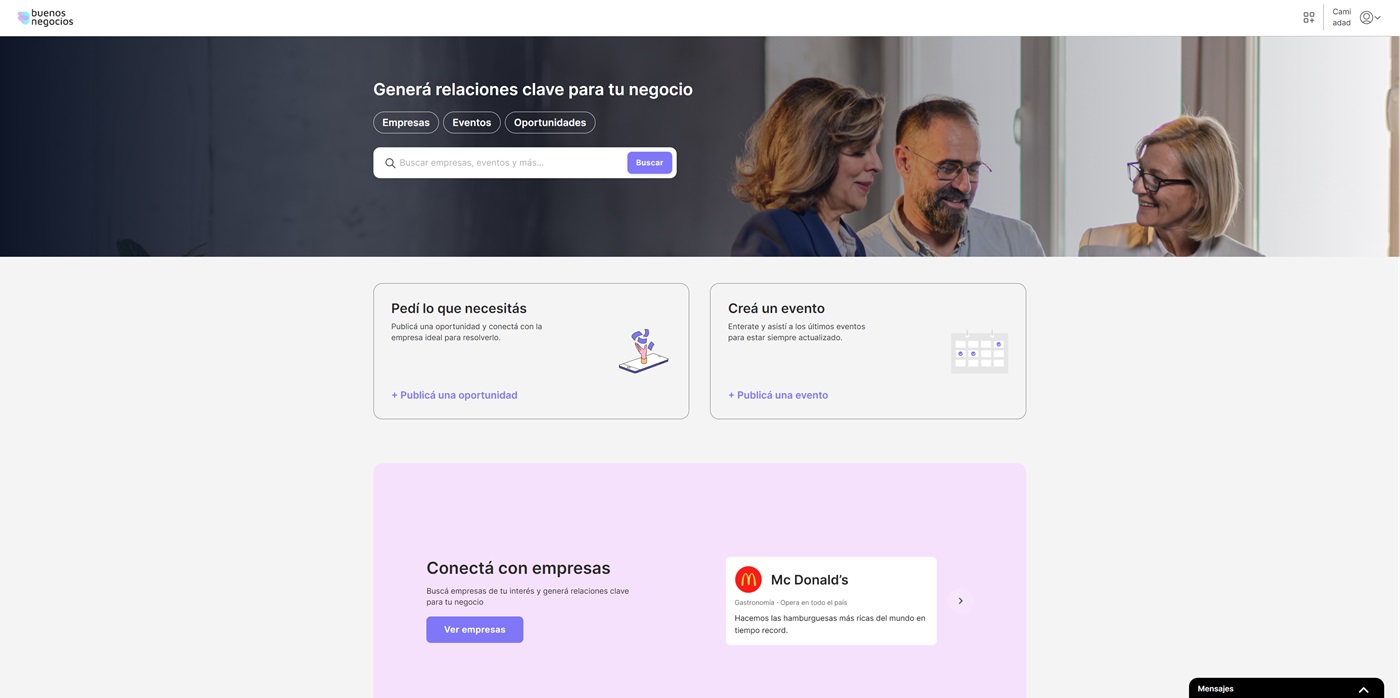 buenos
negocios
Cami
adad
Generá relaciones clave para tu negocio
Empresas
Eventos
Oportunidades
Buscar empresas, eventos y más...
Buscar
Pedí lo que necesitás
Publicá una oportunidad y conectá con la
empresa ideal para resolverlo.
+ Publicá una oportunidad
Creá un evento
Enterate y asistí a los últimos eventos
para estar siempre actualizado.
+ Publicá una evento
Conectá con empresas
Buscá empresas de tu interés y generá relaciones clave
para tu negocio
Ver empresas
Mc Donald's
Gastronomía · Opera en todo el país
Hacemos las hamburguesas más ricas del mundo en
tiempo record.
Mensajes